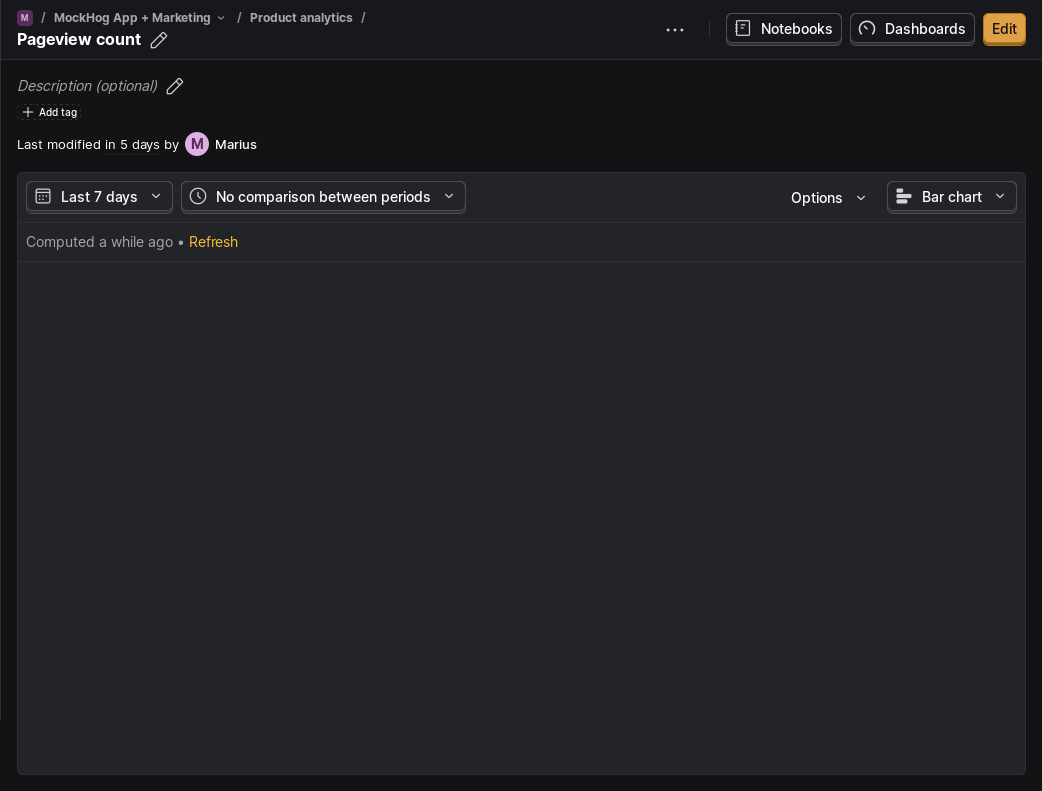 M / MockHog App + Marketing / Product analytics /
Pageview count
Notebooks
Dashboards
Edit
Description (optional)
Add tag
Last modified in 5 days by M Marius
Last 7 days
No comparison between periods
Options
Bar chart
Computed a while ago • Refresh